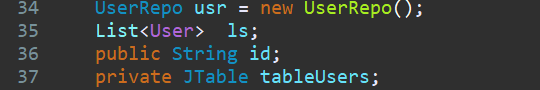 34 UserRepo usr = new UserRepo();
35 List<User>  ls;
36 public String id;
37 private JTable tableUsers;